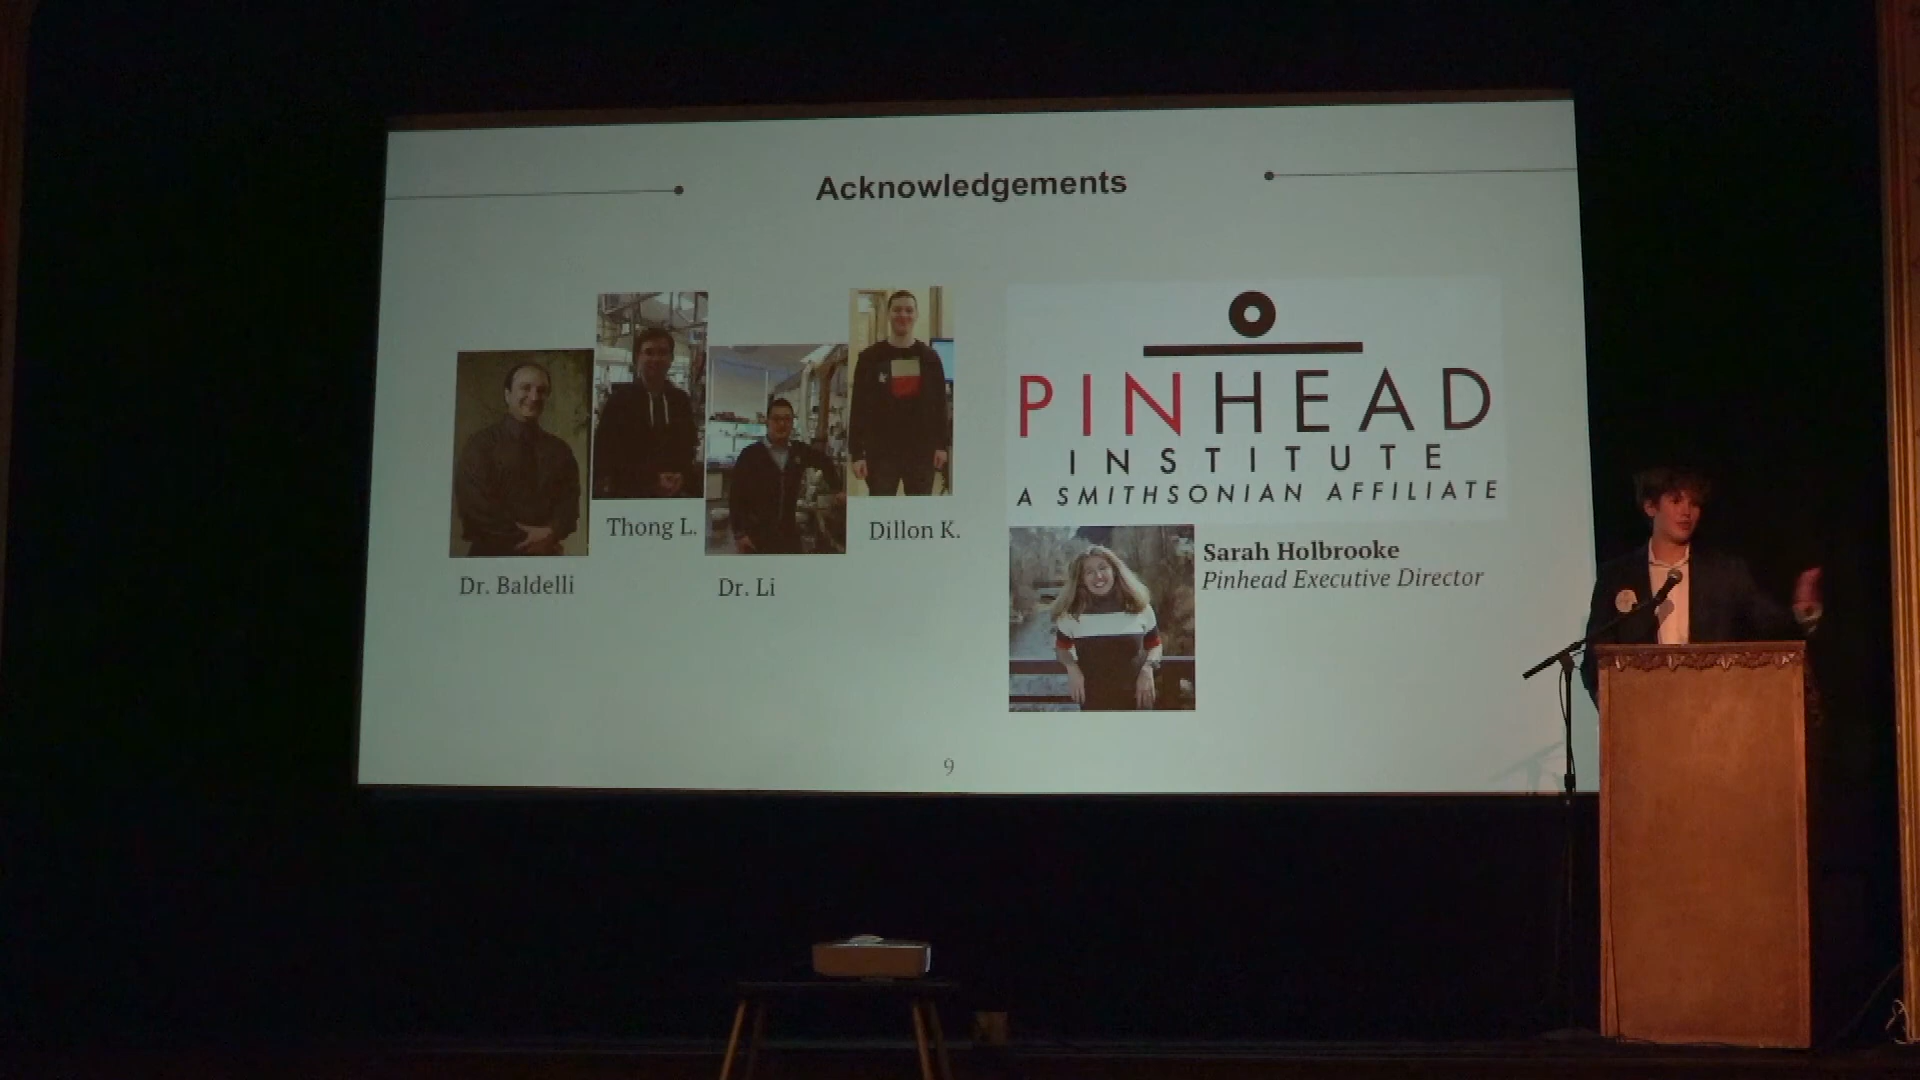 Acknowledgements
Thong L.
Dillon K.
Dr. Baldelli
Dr. Li
PINHEAD
INSTITUTE
A SMITHSONIAN AFFILIATE
Sarah Holbrooke
Pinhead Executive Director
9